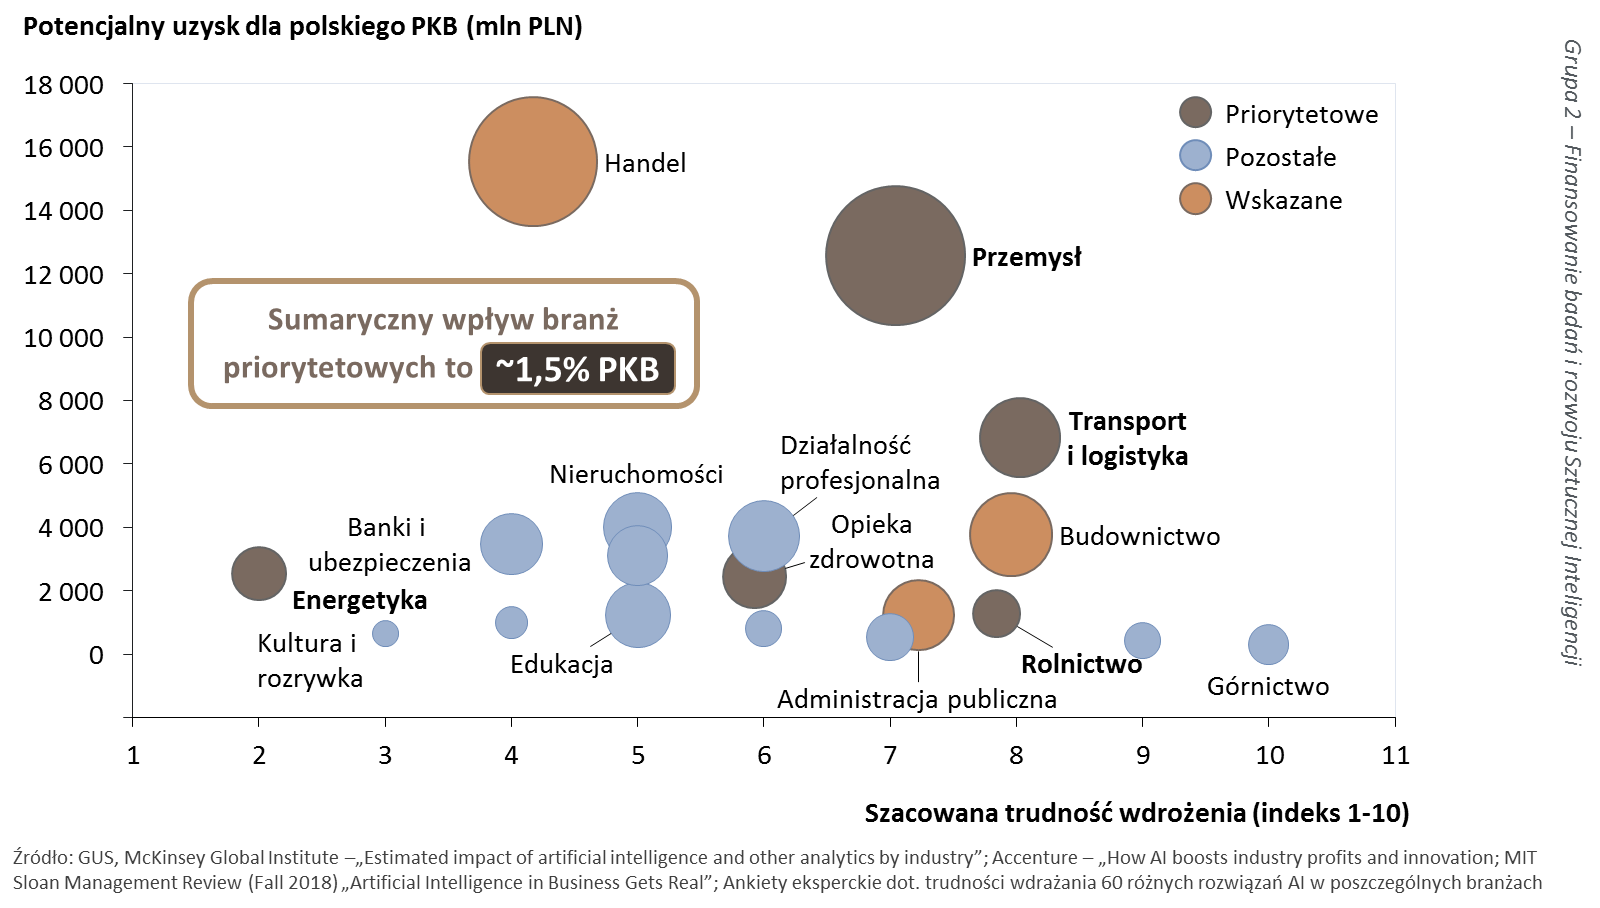 Potencjalny uzysk dla polskiego PKB (mln PLN)
18 000
16 000
14 000
12 000
10 000
8 000
6 000
4 000
2 000
0
Priorytetowe
Pozostałe
Wskazane
Handel
Przemysł
Sumaryczny wpływ branż
priorytetowych to ~1,5% PKB
Transport
i logistyka
Działalność
profesjonalna
Nieruchomości
Banki i
ubezpieczenia
Opieka
zdrowotna
Budownictwo
Energetyka
Kultura i
rozrywka
Edukacja
Rolnictwo
Administracja publiczna
Górnictwo
1 2 3 4 5 6 7 8 9 10 11
Szacowana trudność wdrożenia (indeks 1-10)
Grupa 2 – Finansowanie badań i rozwoju Sztucznej Inteligencji
Źródło: GUS, McKinsey Global Institute –„Estimated impact of artificial intelligence and other analytics by industry”; Accenture – „How AI boosts industry profits and innovation; MIT
Sloan Management Review (Fall 2018) „Artificial Intelligence in Business Gets Real”; Ankiety eksperckie dot. trudności wdrażania 60 różnych rozwiązań AI w poszczególnych branżach